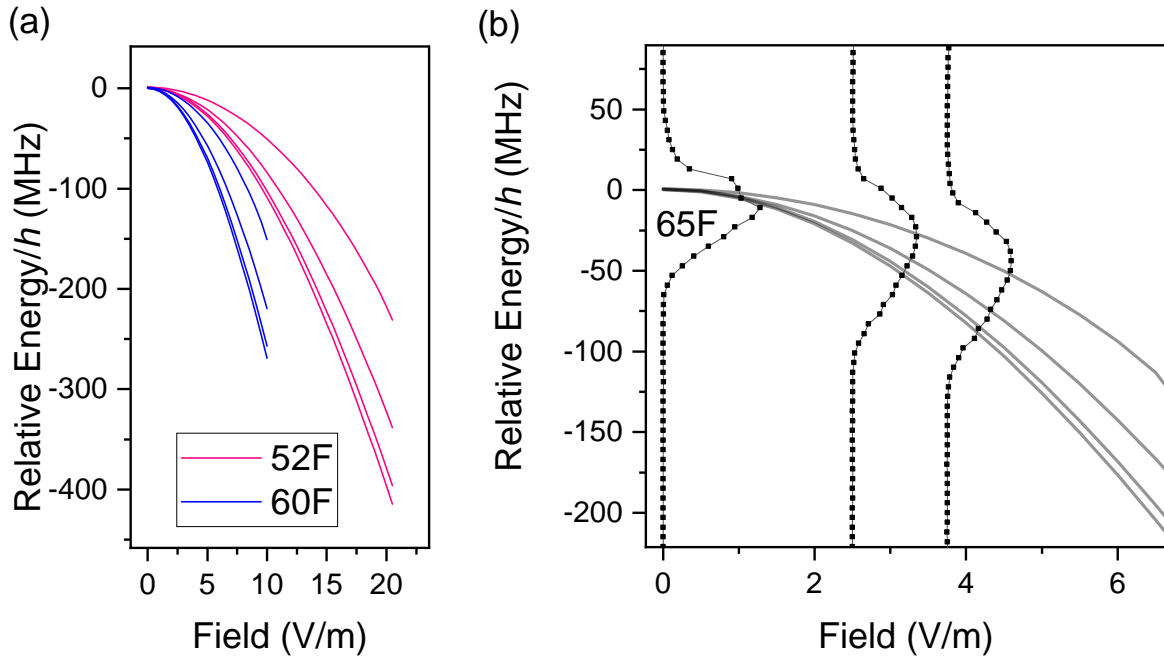 (a)
0
-100
-200
-300
-400
Relative Energy/h (MHz)
52F
60F
0 5 10 15 20
Field (V/m)
(b)
50
0
-50
-100
-150
-200
Relative Energy/h (MHz)
65F
0 2 4 6
Field (V/m)